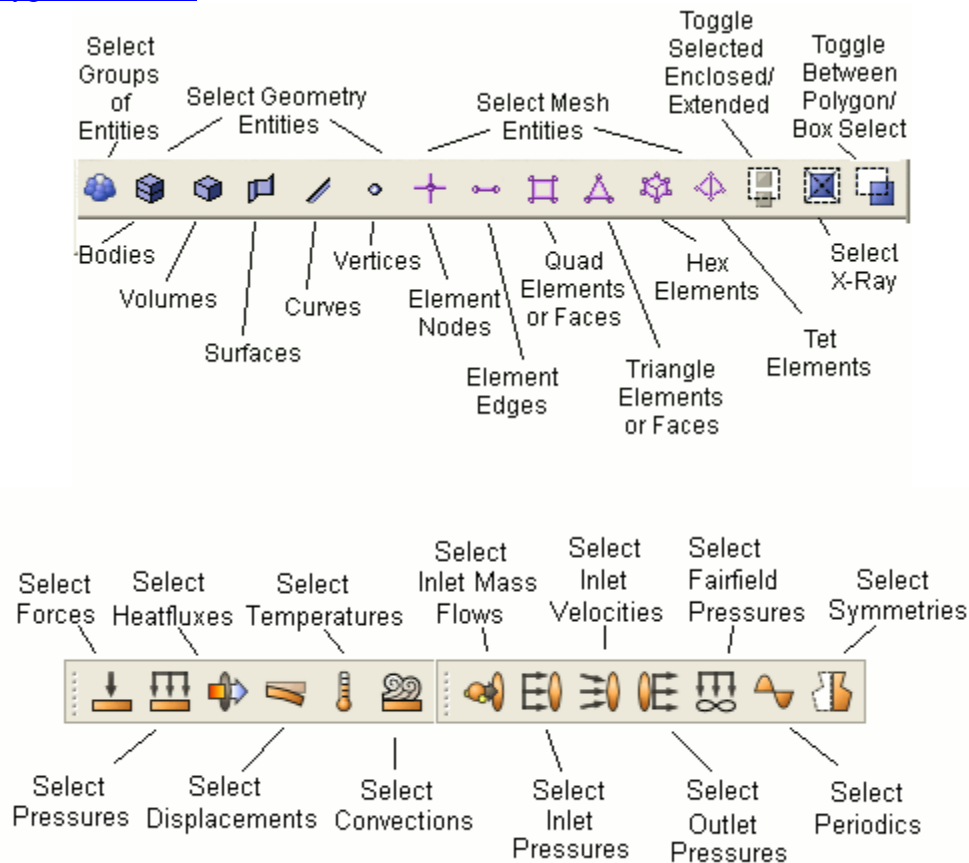 Select
Groups
of
Entities
Select Geometry
Entities
Select Mesh
Entities
Toggle
Selected
Enclosed/
Extended
Toggle
Between
Polygon/
Box Select
Bodies
Volumes
Surfaces
Curves
Vertices
Element
Nodes
Element
Edges
Quad
Elements
or Faces
Triangle
Elements
or Faces
Hex
Elements
Tet
Elements
Select
X-Ray
Select
Forces
Select
Heatfluxes
Select
Temperatures
Select
Inlet Mass
Flows
Select
Inlet
Velocities
Select
Fairfield
Pressures
Select
Symmetries
Select
Pressures
Select
Displacements
Select
Convections
Select
Inlet
Pressures
Select
Outlet
Pressures
Select
Periodics